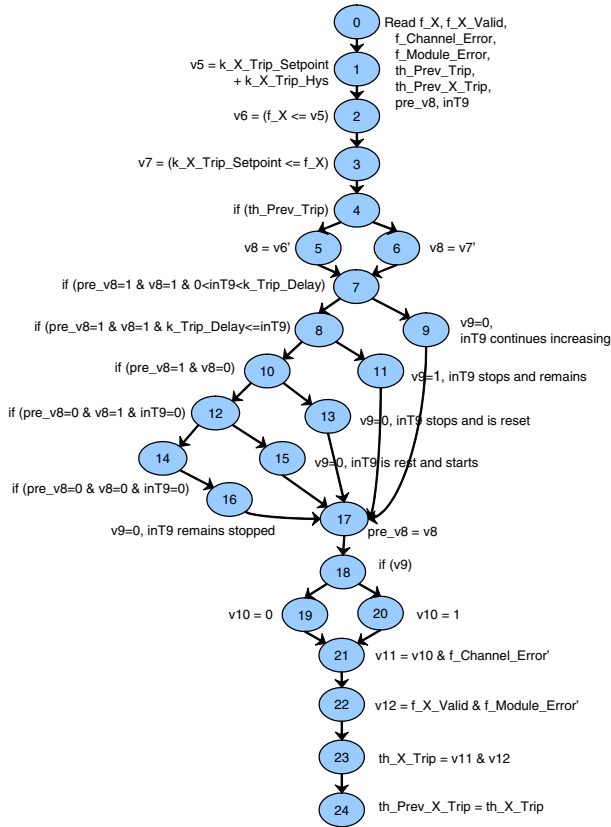 0
Read f_X, f_X_Valid,
f_Channel_Error,
f_Module_Error,
th_Prev_Trip,
th_Prev_X_Trip,
pre_v8, inT9
v5 = k_X_Trip_Setpoint
+ k_X_Trip_Hys
1
v6 = (f_X <= v5)
2
v7 = (k_X_Trip_Setpoint <= f_X)
3
if (th_Prev_Trip)
4
v8 = v6'
5
6
v8 = v7'
if (pre_v8=1 & v8=1 & 0<inT9<k_Trip_Delay)
7
if (pre_v8=1 & v8=1 & k_Trip_Delay<=inT9)
8
9
v9=0,
inT9 continues increasing
if (pre_v8=1 & v8=0)
10
11
v9=1, inT9 stops and remains
if (pre_v8=0 & v8=1 & inT9=0)
12
13
v9=0, inT9 stops and is reset
14
15
v9=0, inT9 is rest and starts
if (pre_v8=0 & v8=0 & inT9=0)
16
v9=0, inT9 remains stopped
17
pre_v8 = v8
18
if (v9)
v10 = 0
19
20
v10 = 1
21
v11 = v10 & f_Channel_Error'
22
v12 = f_X_Valid & f_Module_Error'
23
th_X_Trip = v11 & v12
24
th_Prev_X_Trip = th_X_Trip